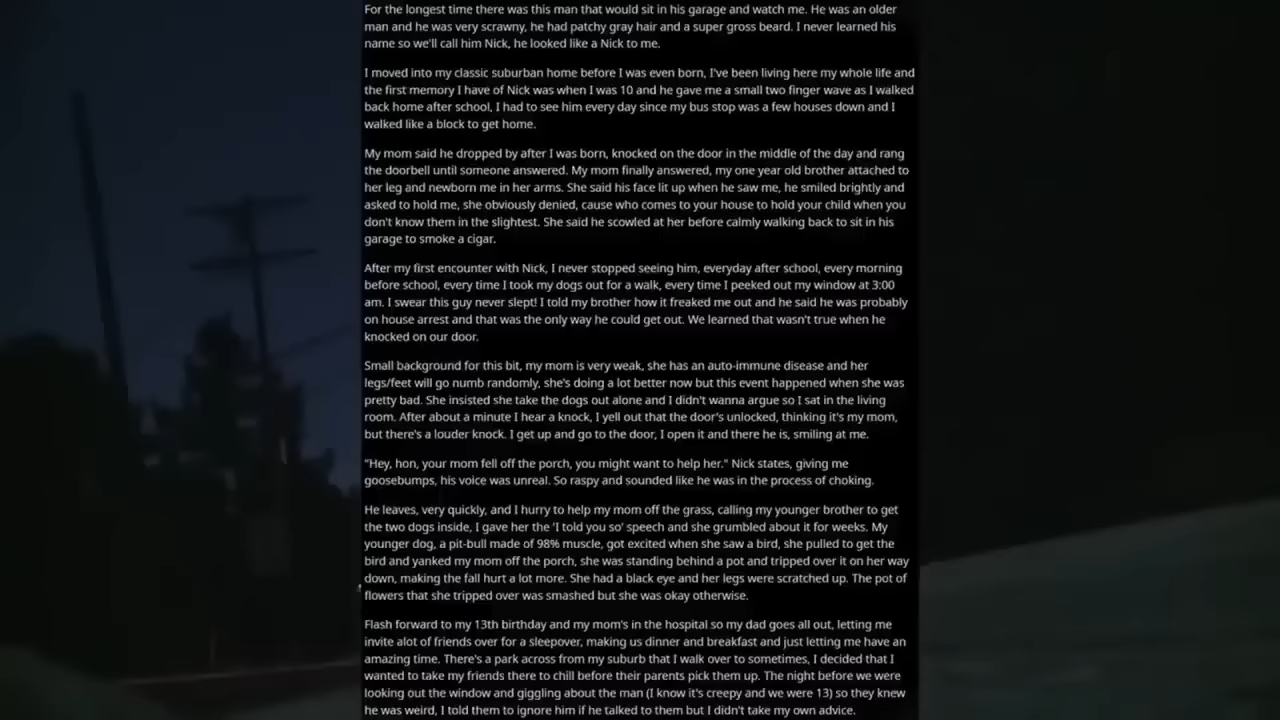 For the longest time there was this man that would sit in his garage and watch me. He was an older
man and he was very scrawny, he had patchy gray hair and a super gross beard. I never learned his
name so we'll call him Nick, he looked like a Nick to me.
I moved into my classic suburban home before I was even born, I've been living here my whole life and
the first memory I have of Nick was when I was 10 and he gave me a small two finger wave as I walked
back home after school, I had to see him every day since my bus stop was a few houses down and I
walked like a block to get home.
My mom said he dropped by after I was born, knocked on the door in the middle of the day and rang
the doorbell until someone answered. My mom finally answered, my one year old brother attached to
her leg and newborn me in her arms. She said his face lit up when he saw me, he smiled brightly and
asked to hold me, she obviously denied, cause who comes to your house to hold your child when you
don't know them in the slightest. She said he scowled at her before calmly walking back to sit in his
garage to smoke a cigar.
After my first encounter with Nick, I never stopped seeing him, everyday after school, every morning
before school, every time I took my dogs out for a walk, every time I peeked out my window at 3:00
am. I swear this guy never slept! I told my brother how it freaked me out and he said he was probably
on house arrest and that was the only way he could get out. We learned that wasn't true when he
knocked on our door.
Small background for this bit, my mom is very weak, she has an auto-immune disease and her
legs/feet will go numb randomly, she's doing a lot better now but this event happened when she was
pretty bad. She insisted she take the dogs out alone and I didn't wanna argue so I sat in the living
room. After about a minute I hear a knock, I yell out that the door's unlocked, thinking it's my mom,
but there's a louder knock. I get up and go to the door, I open it and there he is, smiling at me.
"Hey, hon, your mom fell off the porch, you might want to help her." Nick states, giving me
goosebumps, his voice was unreal. So raspy and sounded like he was in the process of choking.
He leaves, very quickly, and I hurry to help my mom off the grass, calling my younger brother to get
the two dogs inside, I gave her the 'I told you so' speech and she grumbled about it for weeks. My
younger dog, a pit-bull made of 98% muscle, got excited when she saw a bird, she pulled to get the
bird and yanked my mom off the porch, she was standing behind a pot and tripped over it on her way
down, making the fall hurt a lot more. She had a black eye and her legs were scratched up. The pot of
flowers that she tripped over was smashed but she was okay otherwise.
Flash forward to my 13th birthday and my mom's in the hospital so my dad goes all out, letting me
invite alot of friends over for a sleepover, making us dinner and breakfast and just letting me have an
amazing time. There's a park across from my suburb that I walk over to sometimes, I decided that I
wanted to take my friends there to chill before their parents pick them up. The night before we were
looking out the window and giggling about the man (I know it's creepy and we were 13) so they knew
he was weird, I told them to ignore him if he talked to them but I didn't take my own advice.